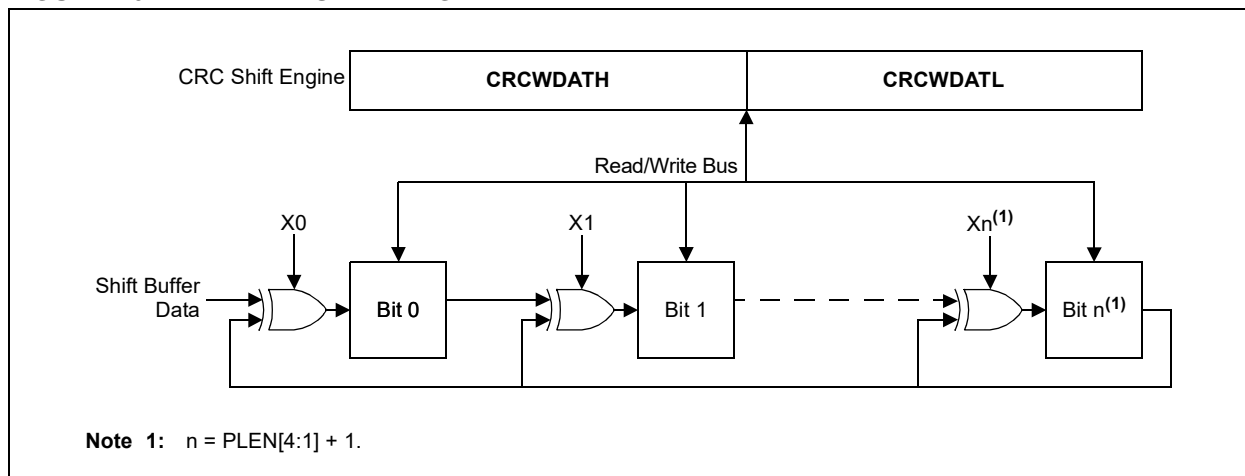 CRC Shift Engine
CRCWDATH
CRCWDATL
Read/Write Bus
X0
X1
Xn(1)
Shift Buffer
Data
Bit 0
Bit 1
Bit n(1)
Note 1: n = PLEN[4:1] + 1.